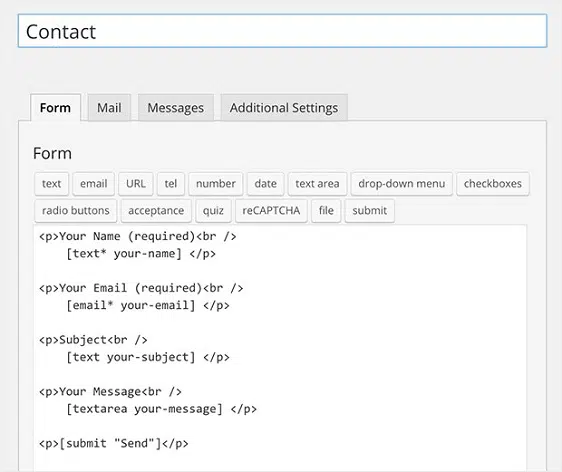 Contact
Form Mail Messages Additional Settings
Form
text email URL tel number date text area drop-down menu checkboxes
radio buttons acceptance quiz reCAPTCHA file submit
<p>Your Name (required)<br />
    [text* your-name] </p>

<p>Your Email (required)<br />
    [email* your-email] </p>

<p>Subject<br />
    [text your-subject] </p>

<p>Your Message<br />
    [textarea your-message] </p>

<p>[submit "Send"]</p>